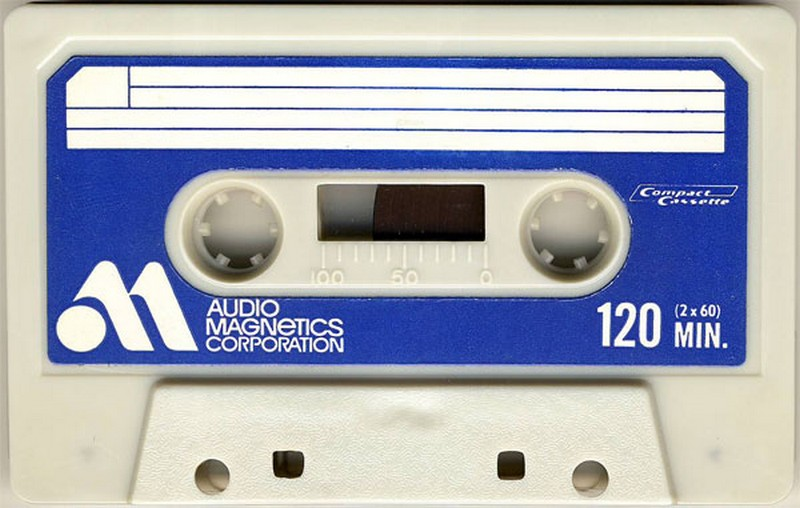 Compact
Cassette
100 50 0
AUDIO
MAGNETICS
CORPORATION
120 (2 x 60)
MIN.